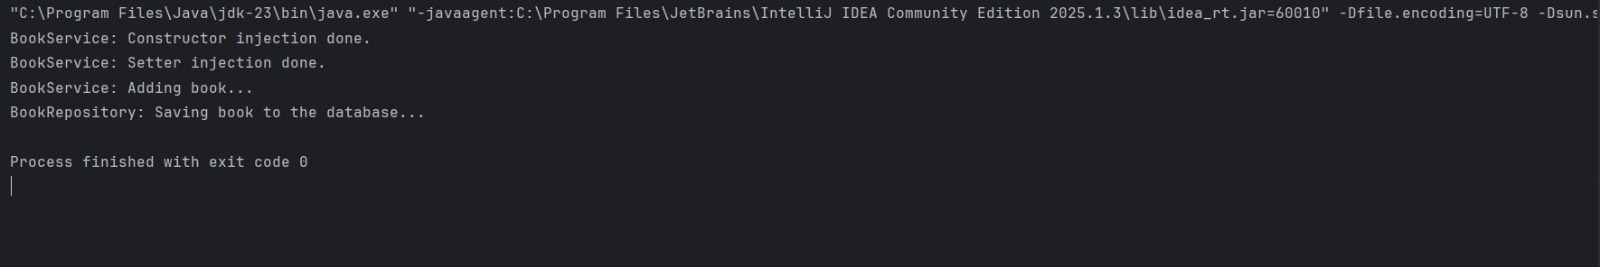 "C:\Program Files\Java\jdk-23\bin\java.exe" "-javaagent:C:\Program Files\JetBrains\IntelliJ IDEA Community Edition 2025.1.3\lib\idea_rt.jar=60010" -Dfile.encoding=UTF-8 -Dsun.s
BookService: Constructor injection done.
BookService: Setter injection done.
BookService: Adding book...
BookRepository: Saving book to the database...
Process finished with exit code 0